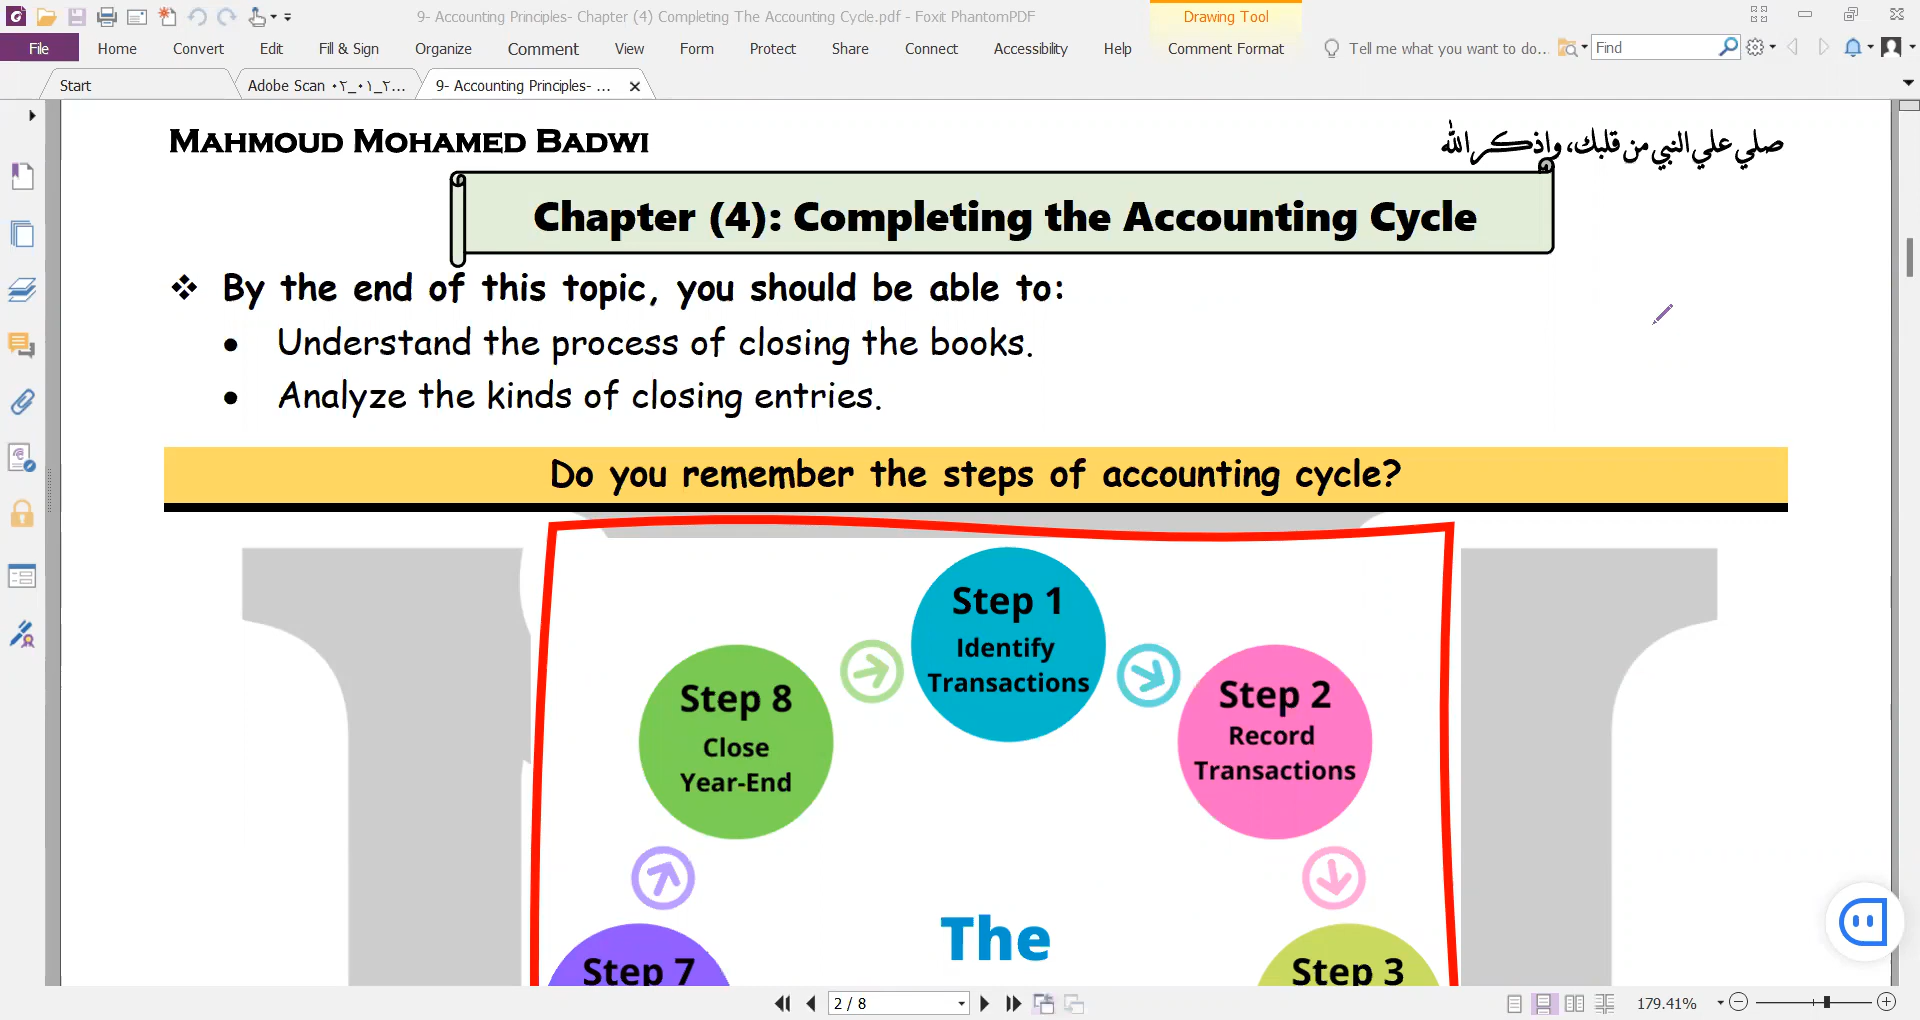 9- Accounting Principles- Chapter (4) Completing The Accounting Cycle.pdf - Foxit PhantomPDF
Drawing Tool
File Home Convert Edit Fill & Sign Organize Comment View Form Protect Share Connect Accessibility Help Comment Format Tell me what you want to do... Find
Start Adobe Scan ٠٢_٠١_٢... 9- Accounting Principles- ...
MAHMOUD MOHAMED BADWI
صلي علي النبي من قلبك، واذكر الله
Chapter (4): Completing the Accounting Cycle
❖ By the end of this topic, you should be able to:
• Understand the process of closing the books.
• Analyze the kinds of closing entries.
Do you remember the steps of accounting cycle?
Step 1
Identify
Transactions
Step 8
Close
Year-End
Step 2
Record
Transactions
The
Step 7
Step 3
2 / 8
179.41%